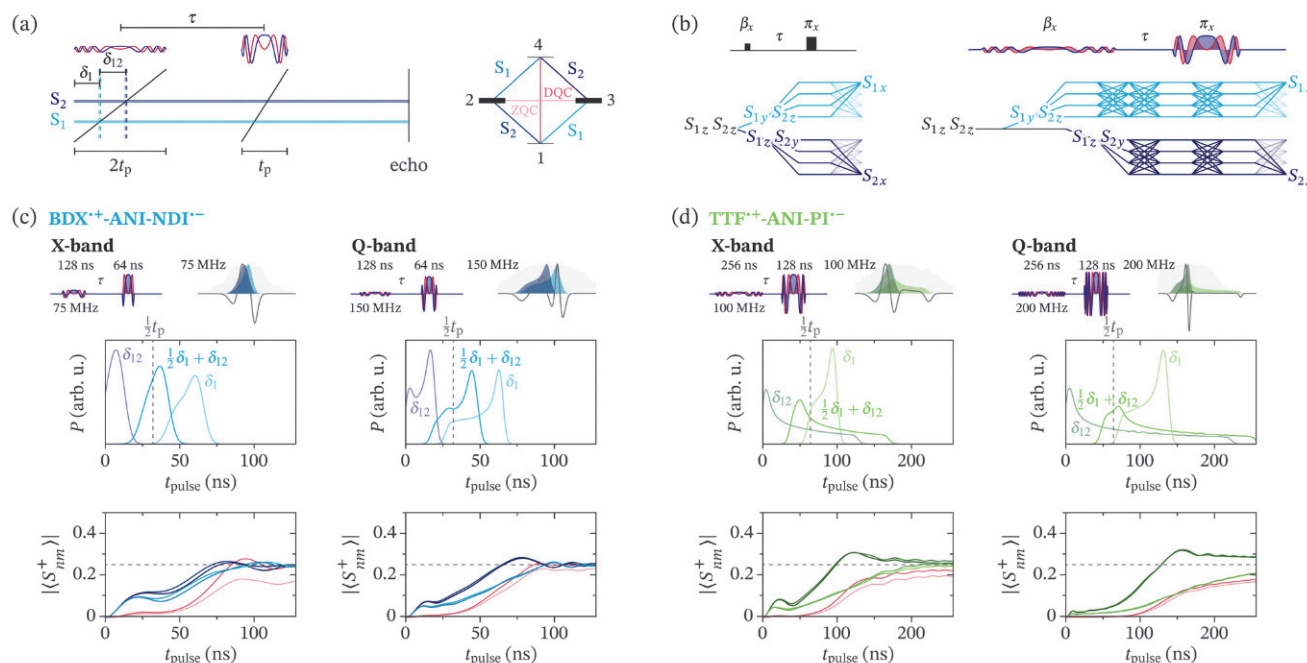 (a)
τ
δ₁
δ₁₂
S₂
S₁
2tₚ
tₚ
echo
4
S₁
S₂
2
DQC
3
ZQC
S₂
S₁
1
(b)
βₓ
πₓ
τ
S₁z S₂z
S₁y S₂z
S₁z S₂y
S₁ₓ
S₂ₓ
βₓ
τ
πₓ
S₁z S₂z
S₁y S₂z
S₁z S₂y
(c) BDX•+-ANI-NDI•−
X-band
128 ns
64 ns
τ
75 MHz
75 MHz
½tₚ
δ₁₂
½δ₁ + δ₁₂
δ₁
P (arb. u.)
0 50 100
t_pulse (ns)
0.4
0.2
0
|⟨S⁺ₙₘ⟩|
0 50 100
t_pulse (ns)
Q-band
128 ns
64 ns
τ
150 MHz
150 MHz
½tₚ
δ₁₂
½δ₁ + δ₁₂
δ₁
P (arb. u.)
0 50 100
t_pulse (ns)
0.4
0.2
0
|⟨S⁺ₙₘ⟩|
0 50 100
t_pulse (ns)
(d) TTF•+-ANI-PI•−
X-band
256 ns
128 ns
τ
100 MHz
100 MHz
½tₚ
δ₁
½δ₁ + δ₁₂
δ₁₂
P (arb. u.)
0 100 200
t_pulse (ns)
0.4
0.2
0
|⟨S⁺ₙₘ⟩|
0 100 200
t_pulse (ns)
Q-band
256 ns
128 ns
τ
200 MHz
200 MHz
½tₚ
δ₁
½δ₁ + δ₁₂
δ₁₂
P (arb. u.)
0 100 200
t_pulse (ns)
0.4
0.2
0
|⟨S⁺ₙₘ⟩|
0 100 200
t_pulse (ns)